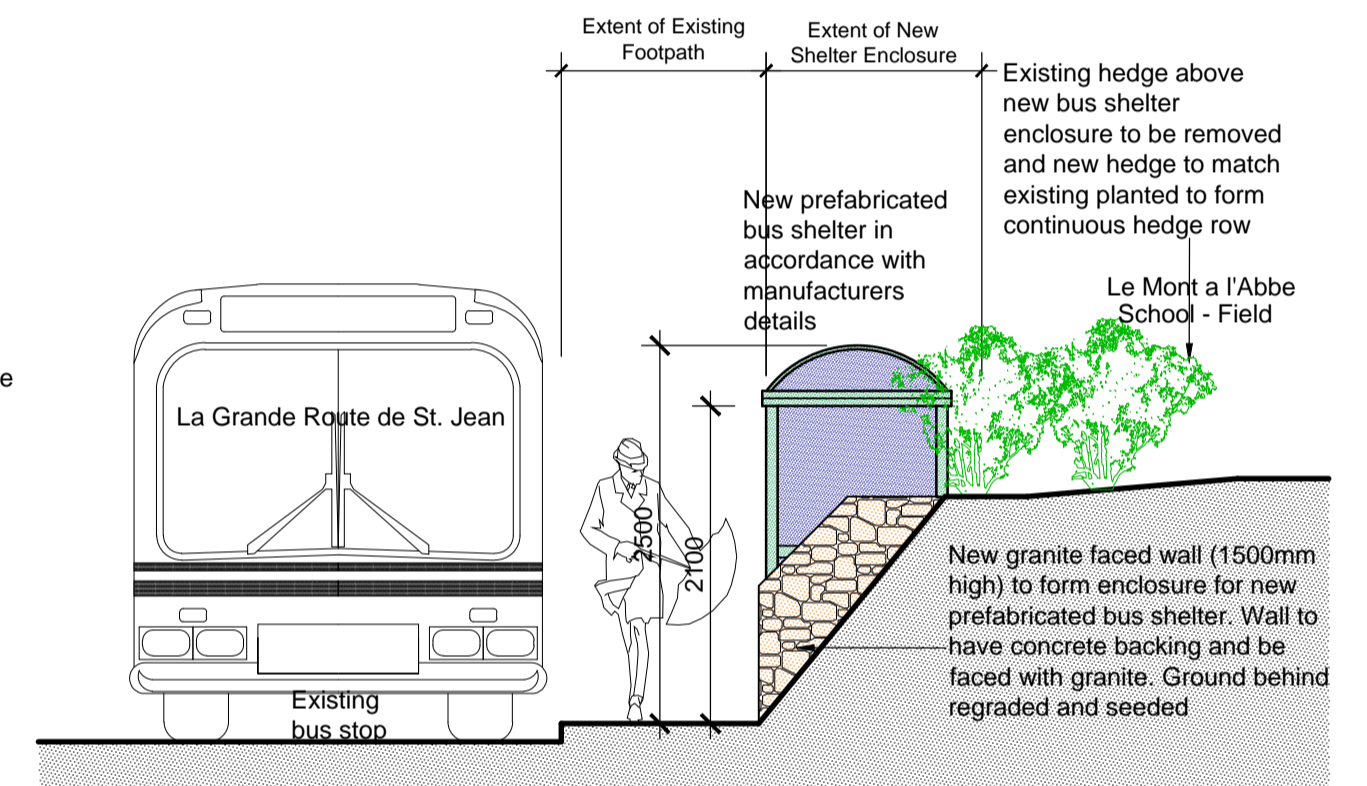 Extent of Existing
Footpath
Extent of New
Shelter Enclosure
Existing hedge above
new bus shelter
enclosure to be removed
and new hedge to match
existing planted to form
continuous hedge row
New prefabricated
bus shelter in
accordance with
manufacturers
details
Le Mont a l'Abbe
School - Field
e
La Grande Route de St. Jean
2500
2100
New granite faced wall (1500mm
high) to form enclosure for new
prefabricated bus shelter. Wall to
have concrete backing and be
faced with granite. Ground behind
regraded and seeded
Existing
bus stop